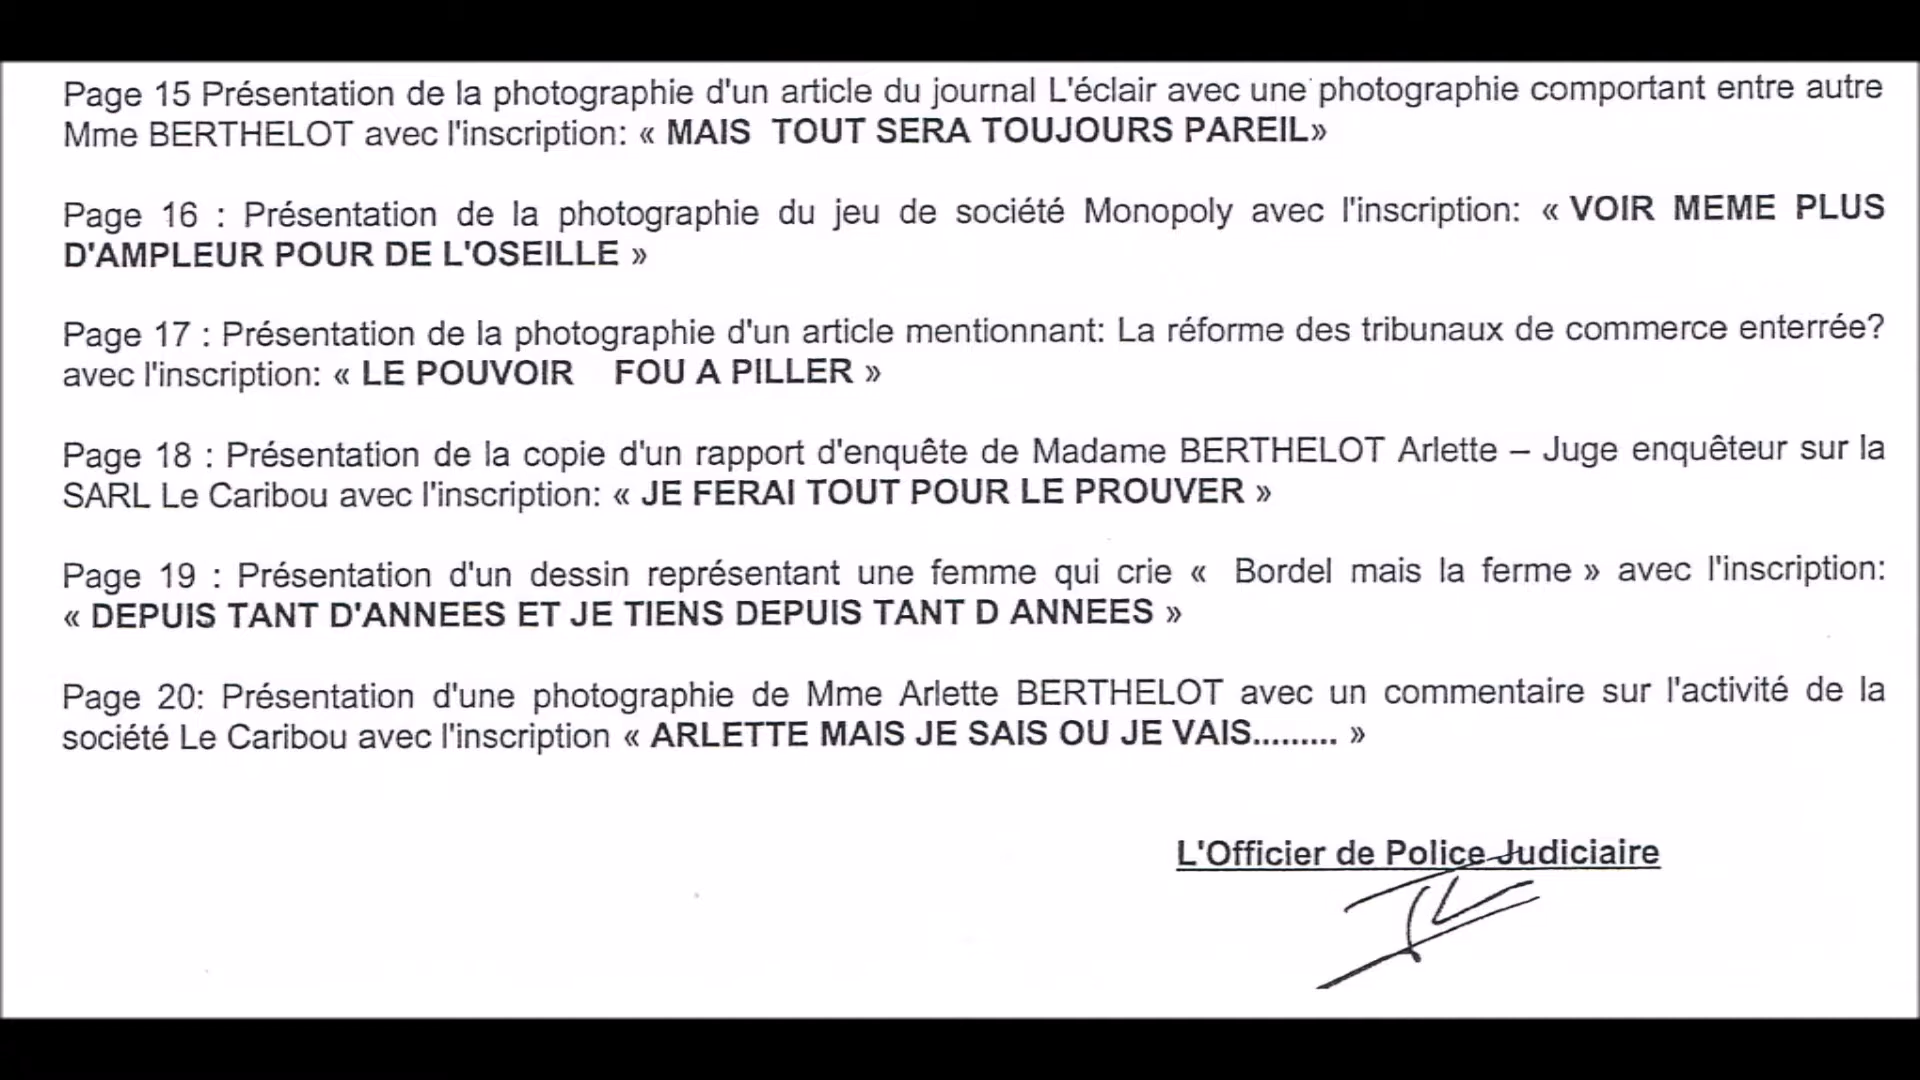 Page 15 Présentation de la photographie d'un article du journal L'éclair avec une photographie comportant entre autre
Mme BERTHELOT avec l'inscription: « MAIS TOUT SERA TOUJOURS PAREIL»
Page 16 : Présentation de la photographie du jeu de société Monopoly avec l'inscription: « VOIR MEME PLUS
D'AMPLEUR POUR DE L'OSEILLE »
Page 17 : Présentation de la photographie d'un article mentionnant: La réforme des tribunaux de commerce enterrée?
avec l'inscription: « LE POUVOIR FOU A PILLER »
Page 18 : Présentation de la copie d'un rapport d'enquête de Madame BERTHELOT Arlette – Juge enquêteur sur la
SARL Le Caribou avec l'inscription: « JE FERAI TOUT POUR LE PROUVER »
Page 19 : Présentation d'un dessin représentant une femme qui crie « Bordel mais la ferme » avec l'inscription:
« DEPUIS TANT D'ANNEES ET JE TIENS DEPUIS TANT D ANNEES »
Page 20: Présentation d'une photographie de Mme Arlette BERTHELOT avec un commentaire sur l'activité de la
société Le Caribou avec l'inscription « ARLETTE MAIS JE SAIS OU JE VAIS......... »
L'Officier de Police Judiciaire